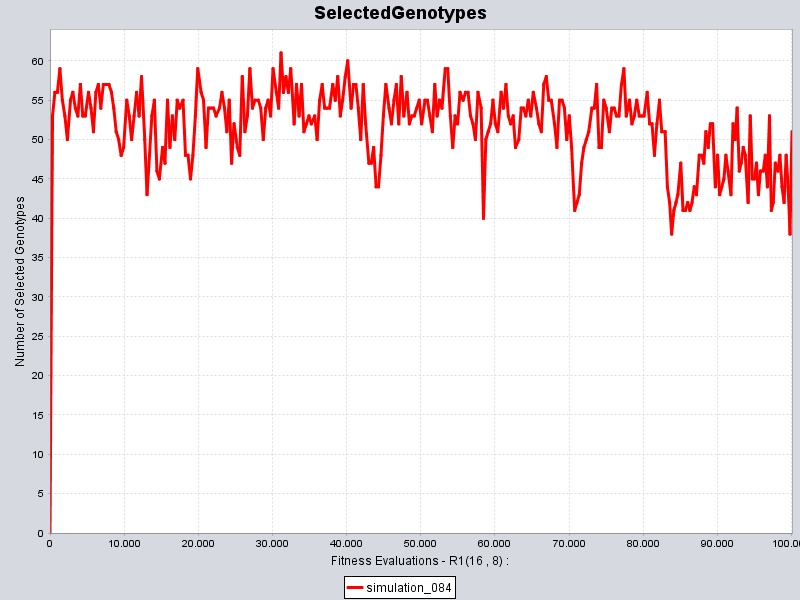 SelectedGenotypes
Number of Selected Genotypes
60
55
50
45
40
35
30
25
20
15
10
5
0
0 10.000 20.000 30.000 40.000 50.000 60.000 70.000 80.000 90.000 100.00
Fitness Evaluations - R1(16 , 8) :
simulation_084